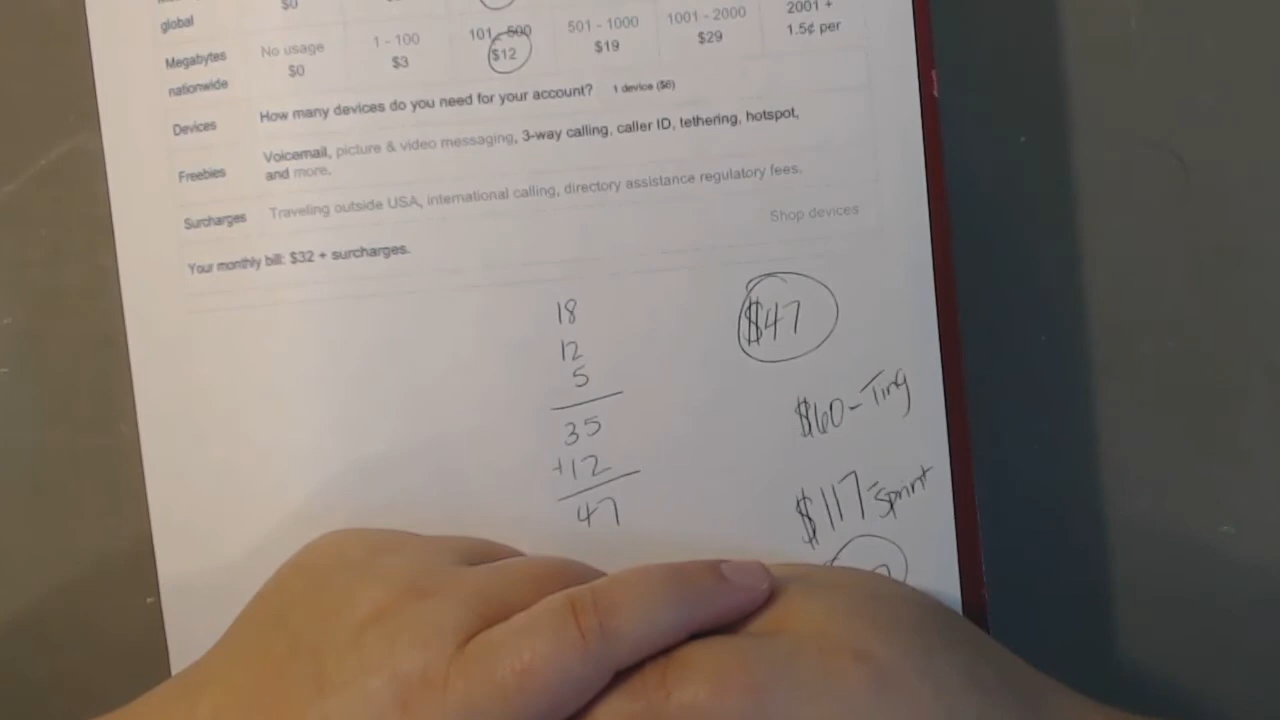 global
$0
Megabytes nationwide
No usage 1 - 100 101 - 500 501 - 1000 1001 - 2000 2001 +
$0 $3 $12 $19 $29 1.5¢ per
Devices How many devices do you need for your account? 1 device ($6)
Freebies Voicemail, picture & video messaging, 3-way calling, caller ID, tethering, hotspot,
and more.
Surcharges Traveling outside USA, international calling, directory assistance regulatory fees.
Shop devices
Your monthly bill: $32 + surcharges.
18
12
5
35
+12
47
$47
$60 - Ting
$117 - Sprint